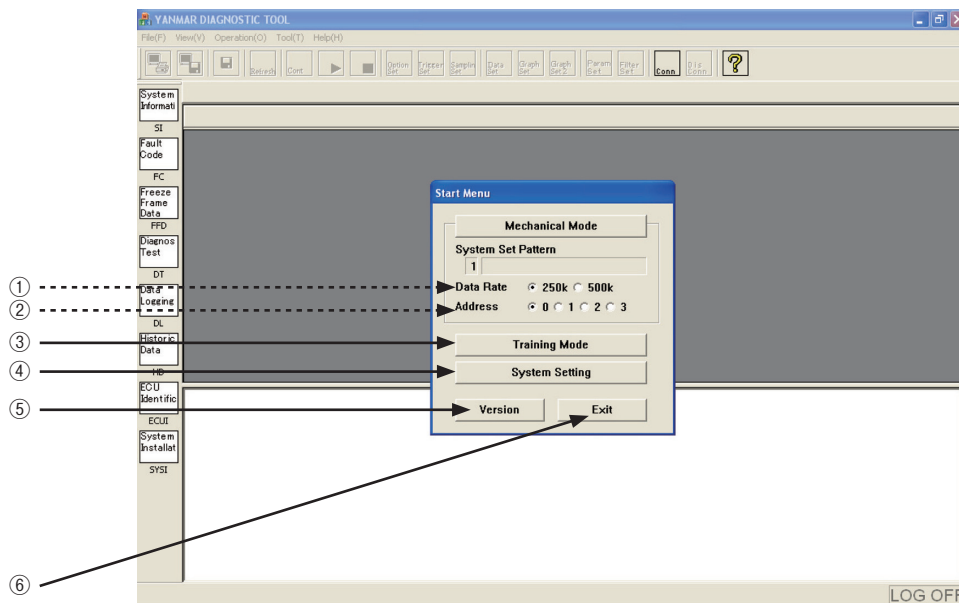 YANMAR DIAGNOSTIC TOOL
File(F) View(V) Operation(O) Tool(T) Help(H)
Refresh Cont Option Set Trigger Set Samplin Set Data Set Graph Set Graph Set2 Param Set Filter Set Conn Dis Conn ?
System
Informati
SI
Fault
Code
FC
Freeze
Frame
Data
FFD
Diagnos
Test
DT
Data
Logging
DL
Historic
Data
HD
ECU
Identific
ECUI
System
Installat
SYSI
Start Menu
Mechanical Mode
System Set Pattern
1
① Data Rate 250k 500k
② Address 0 1 2 3
③ Training Mode
④ System Setting
⑤ Version Exit
⑥
LOG OFF